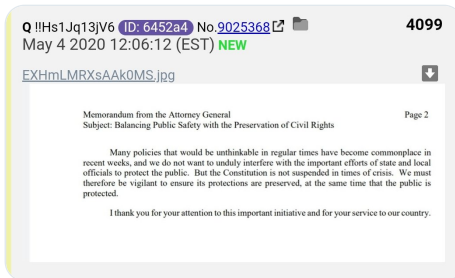 Q !!Hs1Jq13jV6 ID: 6452a4 No.9025368 4099
May 4 2020 12:06:12 (EST) NEW
EXHmLMRXsAAk0MS.jpg
Memorandum from the Attorney General Page 2
Subject: Balancing Public Safety with the Preservation of Civil Rights
Many policies that would be unthinkable in regular times have become commonplace in
recent weeks, and we do not want to unduly interfere with the important efforts of state and local
officials to protect the public. But the Constitution is not suspended in times of crisis. We must
therefore be vigilant to ensure its protections are preserved, at the same time that the public is
protected.
I thank you for your attention to this important initiative and for your service to our country.